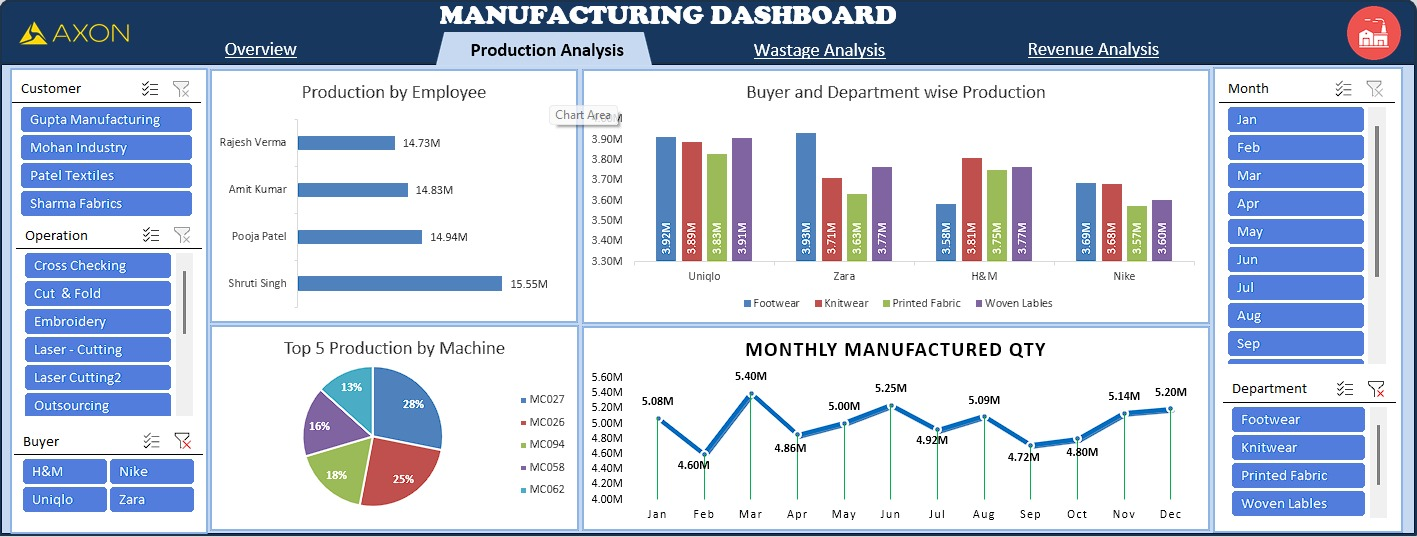 MANUFACTURING DASHBOARD
AXON
Overview
Production Analysis
Wastage Analysis
Revenue Analysis
Customer
Gupta Manufacturing
Mohan Industry
Patel Textiles
Sharma Fabrics
Operation
Cross Checking
Cut & Fold
Embroidery
Laser - Cutting
Laser Cutting2
Outsourcing
Buyer
H&M Nike
Uniqlo Zara
Production by Employee
Rajesh Verma 14.73M
Amit Kumar 14.83M
Pooja Patel 14.94M
Shruti Singh 15.55M
Chart Area
Buyer and Department wise Production
3.90M
3.80M
3.70M
3.60M
3.50M
3.40M
3.30M
3.92M 3.89M 3.83M 3.91M 3.93M 3.71M 3.63M 3.77M 3.58M 3.81M 3.75M 3.77M 3.69M 3.68M 3.57M 3.60M
Uniqlo Zara H&M Nike
Footwear Knitwear Printed Fabric Woven Lables
Top 5 Production by Machine
28%
25%
18%
16%
13%
MC027
MC026
MC094
MC058
MC062
MONTHLY MANUFACTURED QTY
5.60M
5.40M
5.20M
5.00M
4.80M
4.60M
4.40M
4.20M
4.00M
5.08M 4.60M 5.40M 4.86M 5.00M 5.25M 4.92M 5.09M 4.72M 4.80M 5.14M 5.20M
Jan Feb Mar Apr May Jun Jul Aug Sep Oct Nov Dec
Month
Jan
Feb
Mar
Apr
May
Jun
Jul
Aug
Sep
Department
Footwear
Knitwear
Printed Fabric
Woven Lables